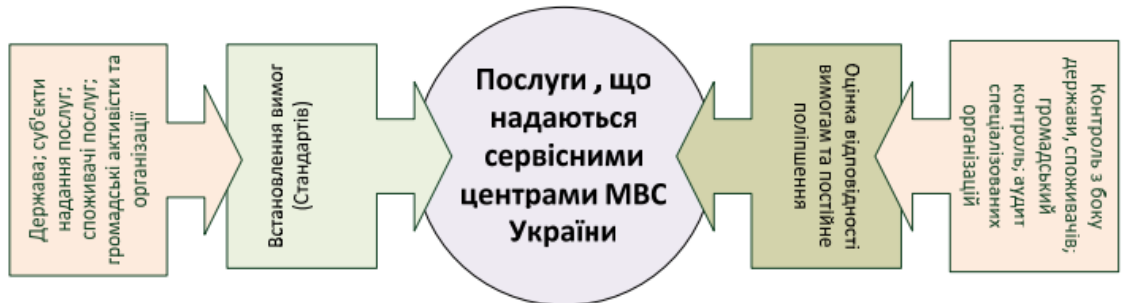 Держава; суб'єкти
надання послуг;
споживачі послуг;
громадські активісти та
організації
Встановлення вимог
(Стандартів)
Послуги , що
надаються
сервісними
центрами МВС
України
Оцінка відповідності
вимогам та постійне
поліпшення
Контроль з боку
держави, споживачів;
громадський
контроль; аудит
спеціалізованих
організацій